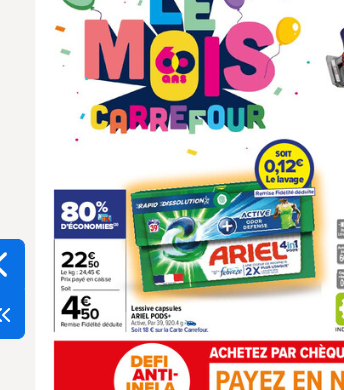 LE
MOIS
60
ANS
CARREFOUR
SOIT
0,12€
Le lavage
Remise Fidélité déduite
RAPID DISSOLUTION
ACTIVE
ODOR
DEFENSE
ARIEL
4in1
febreze 2X
39
80%
D'ÉCONOMIES
22€50
Le kg : 24,45 €
Prix payé en caisse
Soit
4€50
Remise Fidélité déduite
Lessive capsules
ARIEL PODS+
Active, Par 39, 920,4 g
Soit 18 € sur la Carte Carrefour.
DEFI
ANTI-
INFLA
ACHETEZ PAR CHÈQU
PAYEZ EN N